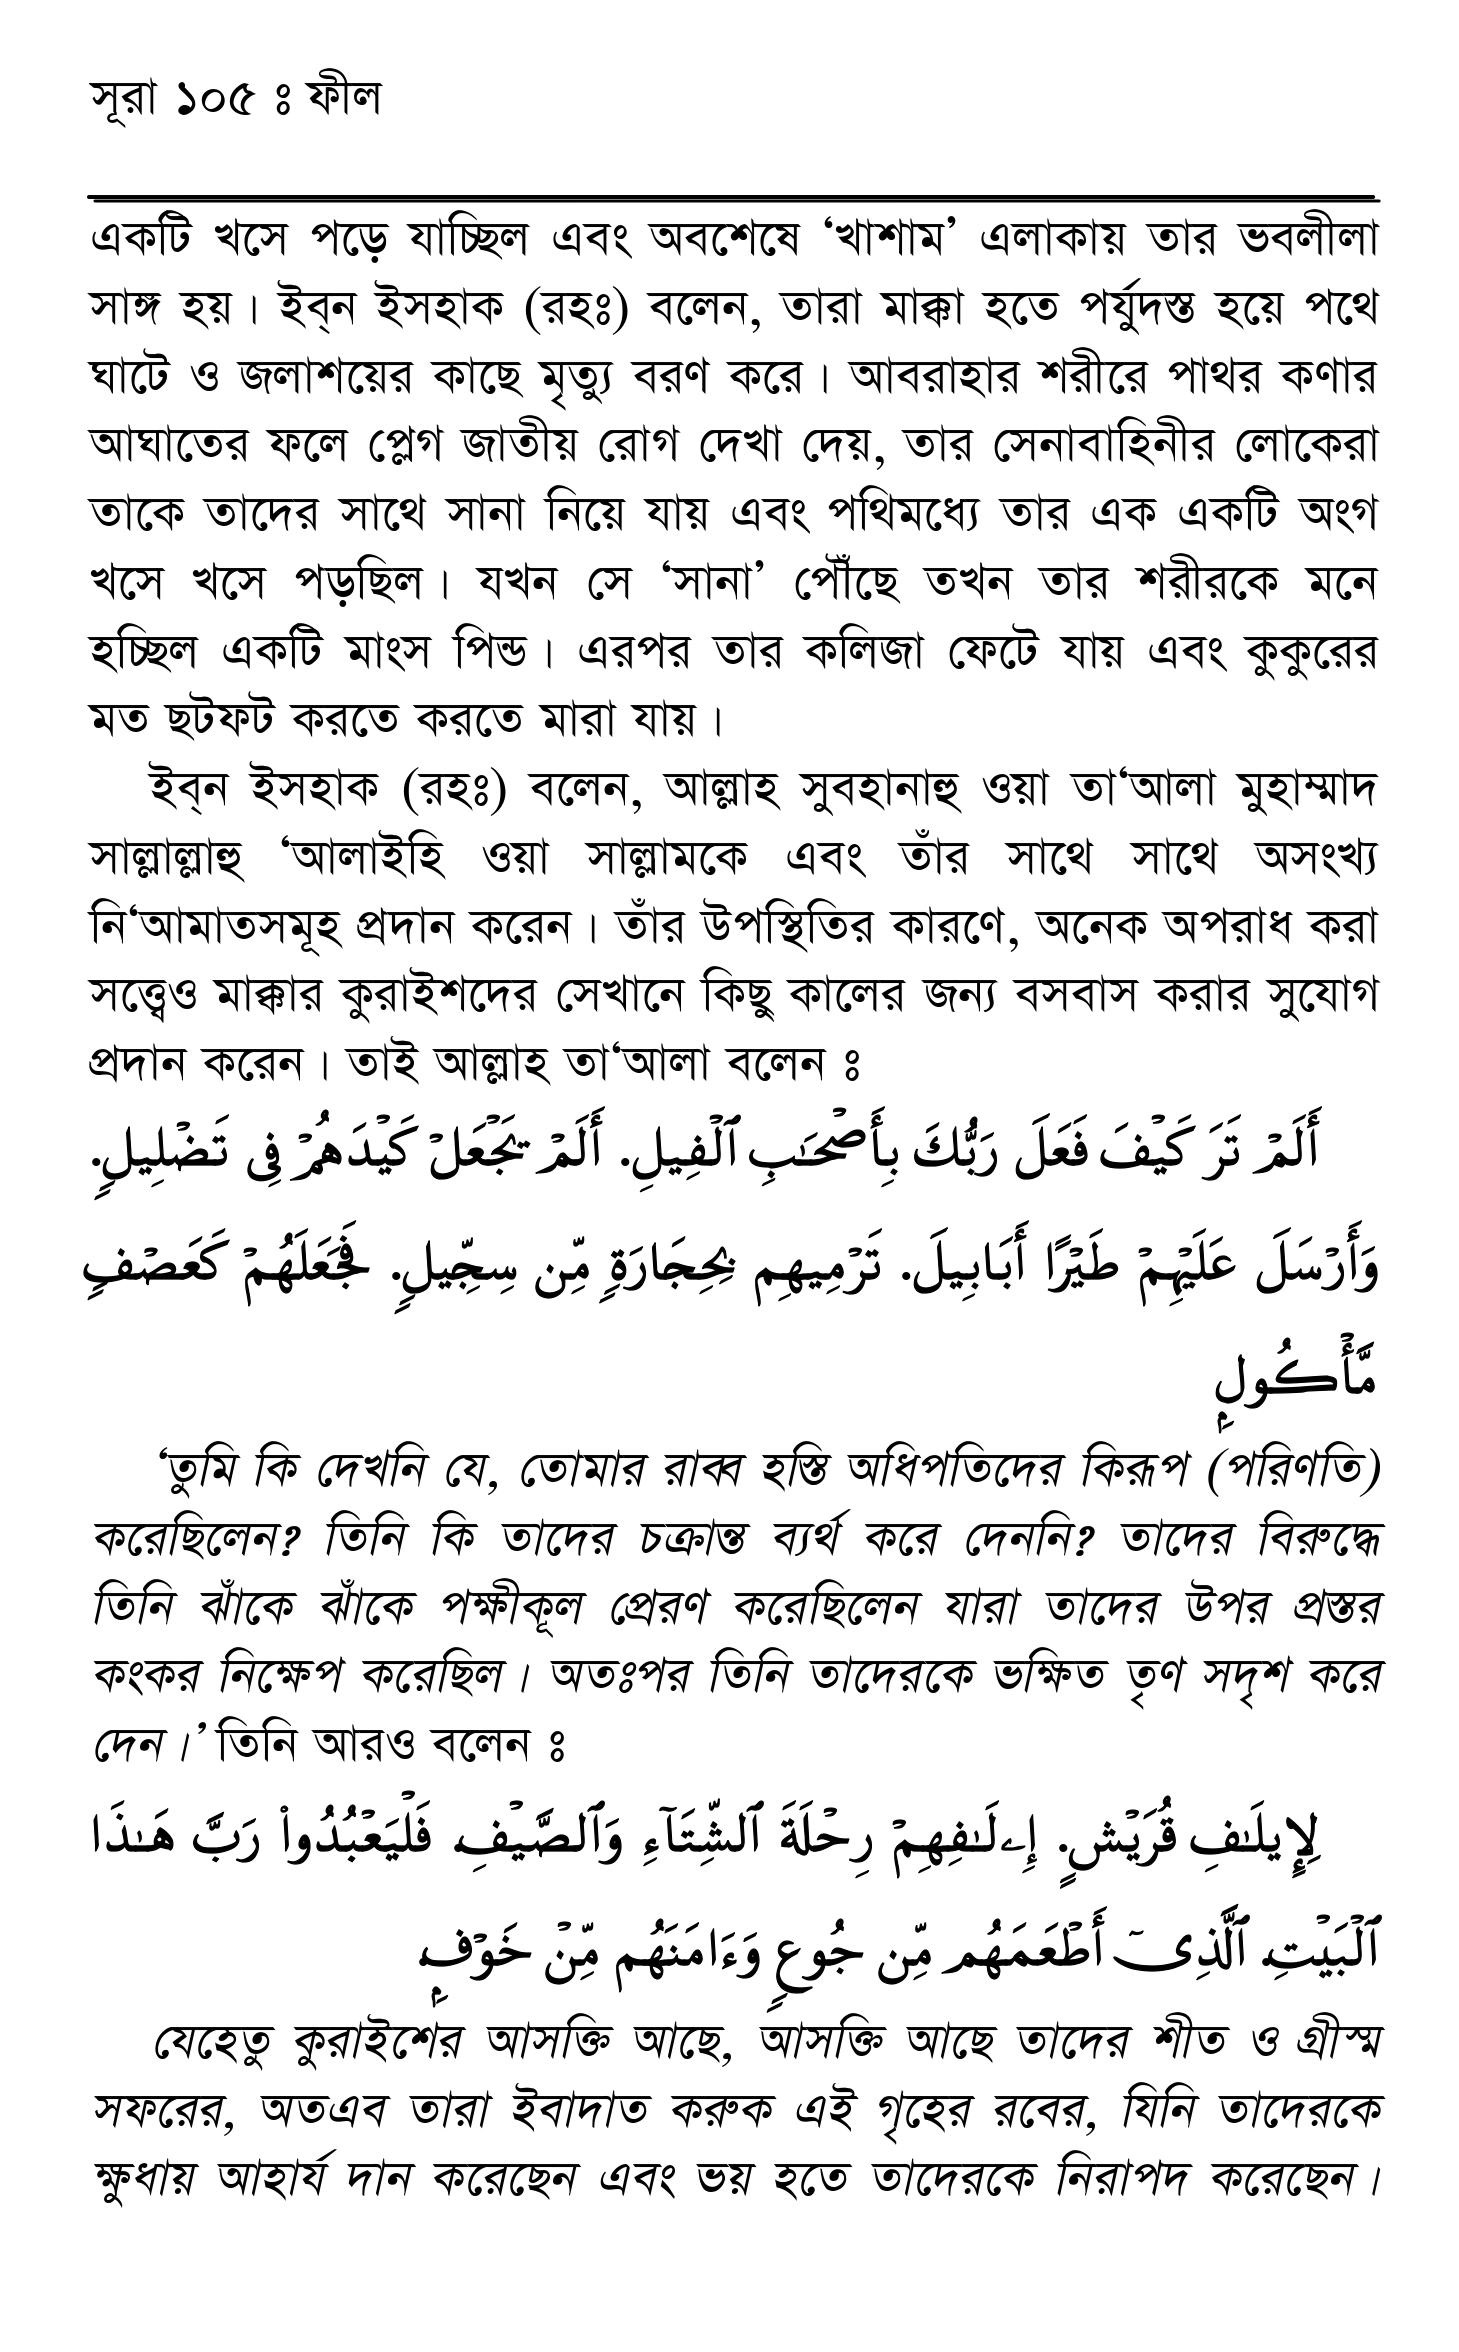 সূরা ১০৫ ঃ ফীল
একটি খসে পড়ে যাচ্ছিল এবং অবশেষে ‘খাশাম’ এলাকায় তার ভবলীলা
সাঙ্গ হয়। ইব্‌ন ইসহাক (রহঃ) বলেন, তারা মাক্কা হতে পর্যুদস্ত হয়ে পথে
ঘাটে ও জলাশয়ের কাছে মৃত্যু বরণ করে। আবরাহার শরীরে পাথর কণার
আঘাতের ফলে প্লেগ জাতীয় রোগ দেখা দেয়, তার সেনাবাহিনীর লোকেরা
তাকে তাদের সাথে সানা নিয়ে যায় এবং পথিমধ্যে তার এক একটি অংগ
খসে খসে পড়ছিল। যখন সে ‘সানা’ পৌঁছে তখন তার শরীরকে মনে
হচ্ছিল একটি মাংস পিন্ড। এরপর তার কলিজা ফেটে যায় এবং কুকুরের
মত ছটফট করতে করতে মারা যায়।
ইব্‌ন ইসহাক (রহঃ) বলেন, আল্লাহ সুবহানাহু ওয়া তা‘আলা মুহাম্মাদ
সাল্লাল্লাহু ‘আলাইহি ওয়া সাল্লামকে এবং তাঁর সাথে সাথে অসংখ্য
নি‘আমাতসমূহ প্রদান করেন। তাঁর উপস্থিতির কারণে, অনেক অপরাধ করা
সত্ত্বেও মাক্কার কুরাইশদের সেখানে কিছু কালের জন্য বসবাস করার সুযোগ
প্রদান করেন। তাই আল্লাহ তা‘আলা বলেন ঃ
أَلَمْ تَرَ كَيْفَ فَعَلَ رَبُّكَ بِأَصْحَـٰبِ ٱلْفِيلِ. أَلَمْ يَجْعَلْ كَيْدَهُمْ فِى تَضْلِيلٍ.
وَأَرْسَلَ عَلَيْهِمْ طَيْرًا أَبَابِيلَ. تَرْمِيهِم بِحِجَارَةٍ مِّن سِجِّيلٍ. فَجَعَلَهُمْ كَعَصْفٍ
مَّأْكُولٍۭ
‘তুমি কি দেখনি যে, তোমার রাব্ব হস্তি অধিপতিদের কিরূপ (পরিণতি)
করেছিলেন? তিনি কি তাদের চক্রান্ত ব্যর্থ করে দেননি? তাদের বিরুদ্ধে
তিনি ঝাঁকে ঝাঁকে পক্ষীকূল প্রেরণ করেছিলেন যারা তাদের উপর প্রস্তর
কংকর নিক্ষেপ করেছিল। অতঃপর তিনি তাদেরকে ভক্ষিত তৃণ সদৃশ করে
দেন।’ তিনি আরও বলেন ঃ
لِإِيلَـٰفِ قُرَيْشٍ. إِۦلَـٰفِهِمْ رِحْلَةَ ٱلشِّتَآءِ وَٱلصَّيْفِ. فَلْيَعْبُدُوا۟ رَبَّ هَـٰذَا
ٱلْبَيْتِ. ٱلَّذِىٓ أَطْعَمَهُم مِّن جُوعٍ وَءَامَنَهُم مِّنْ خَوْفٍۭ
যেহেতু কুরাইশের আসক্তি আছে, আসক্তি আছে তাদের শীত ও গ্রীস্ম
সফরের, অতএব তারা ইবাদাত করুক এই গৃহের রবের, যিনি তাদেরকে
ক্ষুধায় আহার্য দান করেছেন এবং ভয় হতে তাদেরকে নিরাপদ করেছেন।